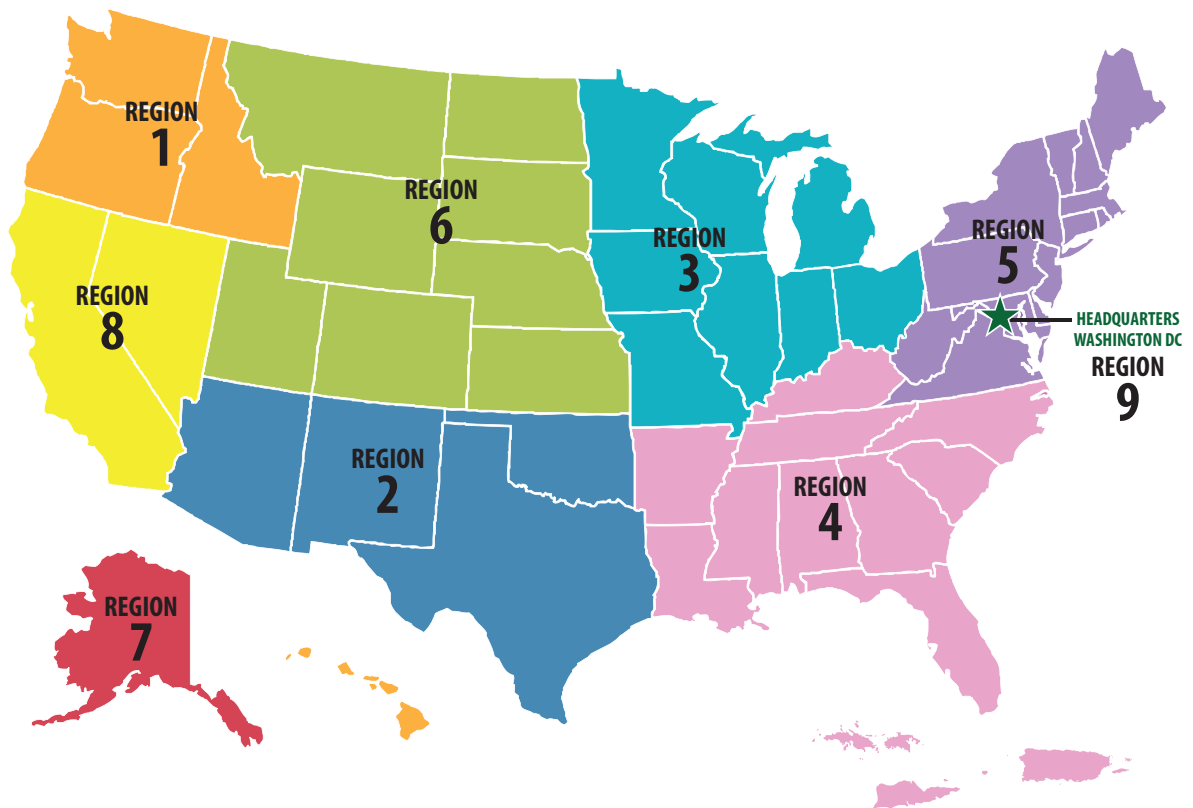 REGION
1
REGION
6
REGION
3
REGION
5
REGION
8
HEADQUARTERS
WASHINGTON DC
REGION
9
REGION
2
REGION
4
REGION
7